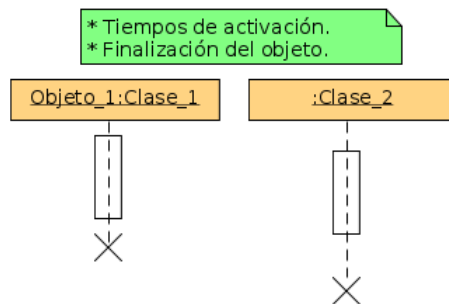 * Tiempos de activación.
* Finalización del objeto.
Objeto_1:Clase_1
:Clase_2